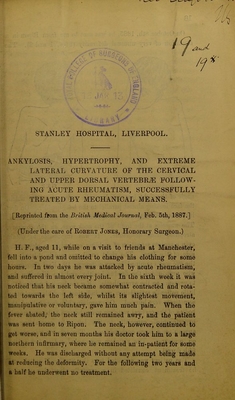 19 and
19*
STANLEY HOSPITAL, LIVERPOOL.
ANKYLOSIS, HYPERTROPHY, AND EXTREME
LATERAL CURVATURE OF THE CERVICAL
AND UPPER DORSAL VERTEBRÆ FOLLOW-
ING ACUTE RHEUMATISM, SUCCESSFULLY
TREATED BY MECHANICAL MEANS.
[Reprinted from the British Medical Journal, Feb. 5th, 1887.]
(Under the care of ROBERT JONES, Honorary Surgeon.)
H. F., aged 11, while on a visit to friends at Manchester,
fell into a pond and omitted to change his clothing for some
hours. In two days he was attacked by acute rheumatism,
and suffered in almost every joint. In the sixth week it was
noticed that his neck became somewhat contracted and rota-
ted towards the left side, whilst its slightest movement,
manipulative or voluntary, gave him much pain. When the
fever abated, the neck still remained awry, and the patient
was sent home to Ripon. The neck, however, continued to
get worse, and in seven months his doctor took him to a large
northern infirmary, where he remained an in-patient for some
weeks. He was discharged without any attempt being made
at reducing the deformity. For the following two years and
a half he underwent no treatment.